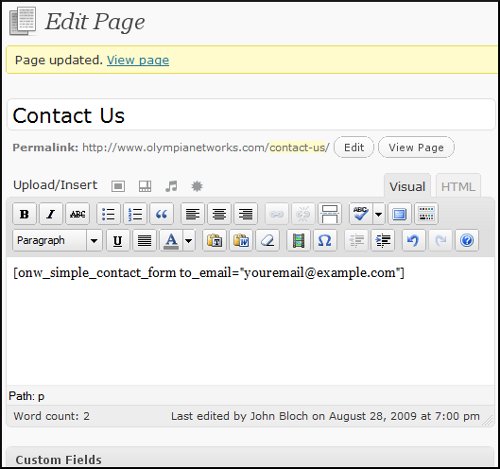 Edit Page
Page updated. View page
Contact Us
Permalink: http://www.olympianetworks.com/contact-us/ Edit View Page
Upload/Insert Visual HTML
B I ABC ABC
Paragraph U A
[onw_simple_contact_form to_email="youremail@example.com"]
Path: p
Word count: 2 Last edited by John Bloch on August 28, 2009 at 7:00 pm
Custom Fields